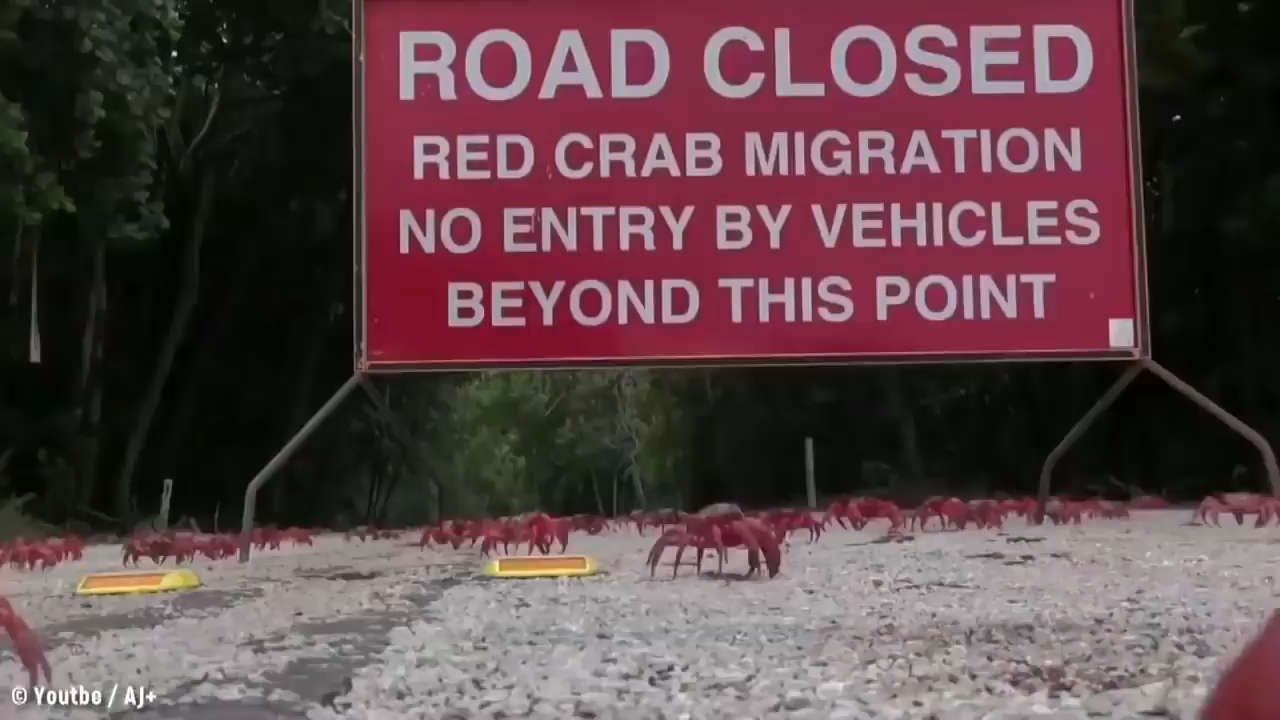 ROAD CLOSED
RED CRAB MIGRATION
NO ENTRY BY VEHICLES
BEYOND THIS POINT
© Youtbe / AJ+